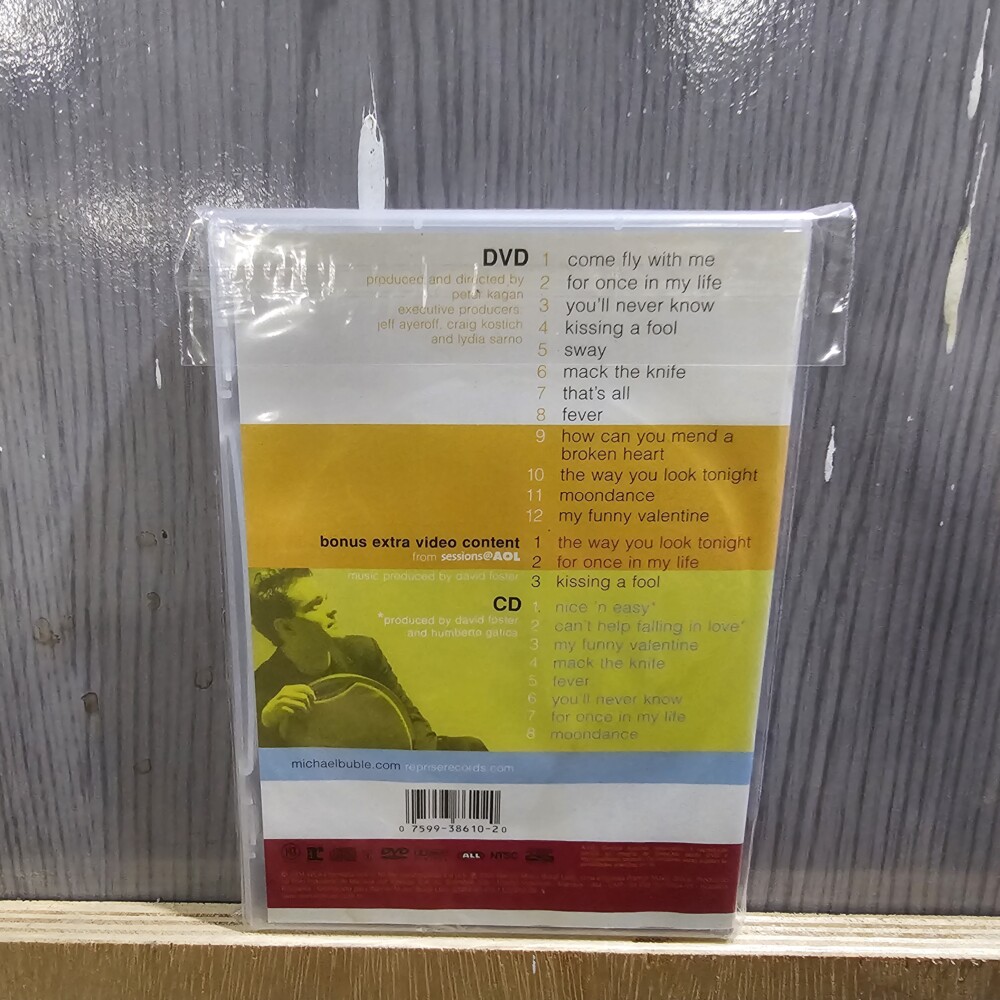 DVD
produced and directed by
peter kagan
executive producers:
jeff ayeroff, craig kostich
and lydia sarno
1 come fly with me
2 for once in my life
3 you'll never know
4 kissing a fool
5 sway
6 mack the knife
7 that's all
8 fever
9 how can you mend a
broken heart
10 the way you look tonight
11 moondance
12 my funny valentine
bonus extra video content
from sessions@AOL
music produced by david foster
1 the way you look tonight
2 for once in my life
3 kissing a fool
CD
*produced by david foster
and humberto gatica
1 nice 'n easy*
2 can't help falling in love*
3 my funny valentine
4 mack the knife
5 fever
6 you'll never know
7 for once in my life
8 moondance
michaelbuble.com repriserecords.com
0 7599-38610-2 0
DVD
ALL
NTSC